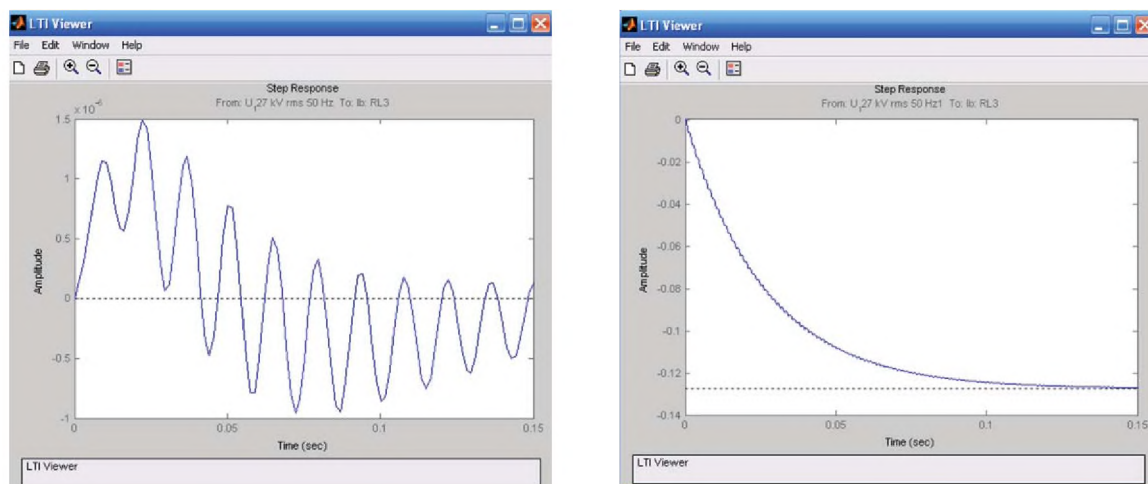 LTI Viewer
File Edit Window Help
Step Response
From: U_127 kV rms 50 Hz To: Ib: RL3
x 10^-6
1.5
1
0.5
0
-0.5
-1
Amplitude
0 0.05 0.1 0.15
Time (sec)
LTI Viewer
LTI Viewer
File Edit Window Help
Step Response
From: U_127 kV rms 50 Hz1 To: Ib: RL3
0
-0.02
-0.04
-0.06
-0.08
-0.1
-0.12
-0.14
Amplitude
0 0.05 0.1 0.15
Time (sec)
LTI Viewer